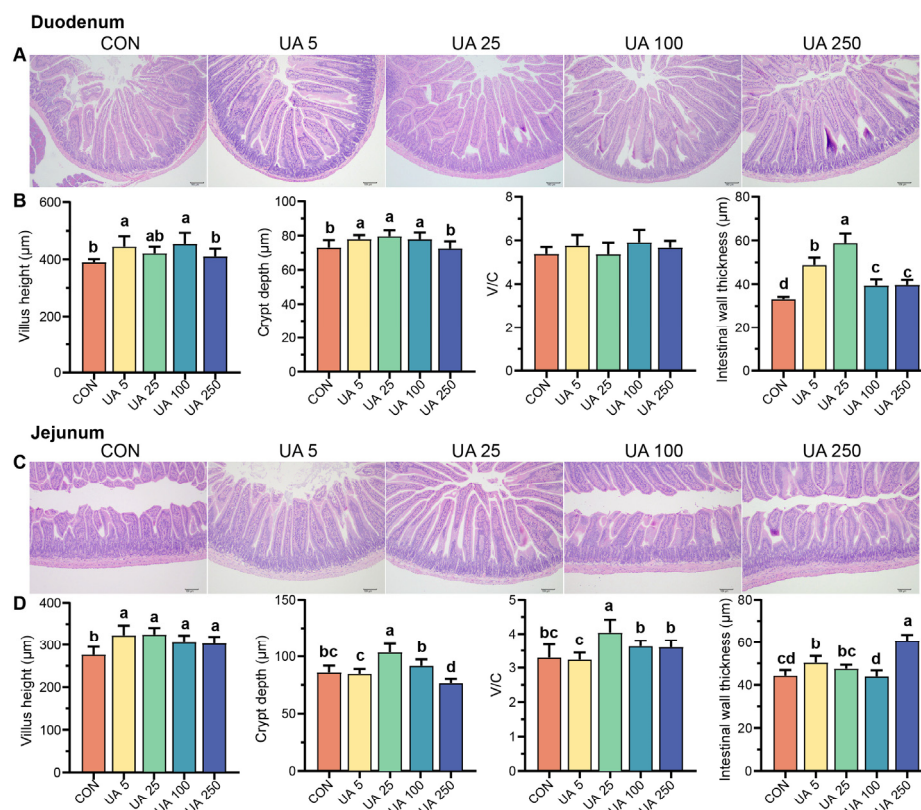 Duodenum
A
CON
UA 5
UA 25
UA 100
UA 250
B
Villus height (µm)
600
400
200
0
b
a
ab
a
b
CON
UA 5
UA 25
UA 100
UA 250
Crypt depth (µm)
100
80
60
40
20
0
b
a
a
a
b
CON
UA 5
UA 25
UA 100
UA 250
V/C
8
6
4
2
0
CON
UA 5
UA 25
UA 100
UA 250
Intestinal wall thickness (µm)
80
60
40
20
0
d
b
a
c
c
CON
UA 5
UA 25
UA 100
UA 250
Jejunum
C
CON
UA 5
UA 25
UA 100
UA 250
D
Villus height (µm)
400
300
200
100
0
b
a
a
a
a
CON
UA 5
UA 25
UA 100
UA 250
Crypt depth (µm)
150
100
50
0
bc
c
a
b
d
CON
UA 5
UA 25
UA 100
UA 250
V/C
5
4
3
2
1
0
bc
c
a
b
b
CON
UA 5
UA 25
UA 100
UA 250
Intestinal wall thickness (µm)
80
60
40
20
0
cd
b
bc
d
a
CON
UA 5
UA 25
UA 100
UA 250